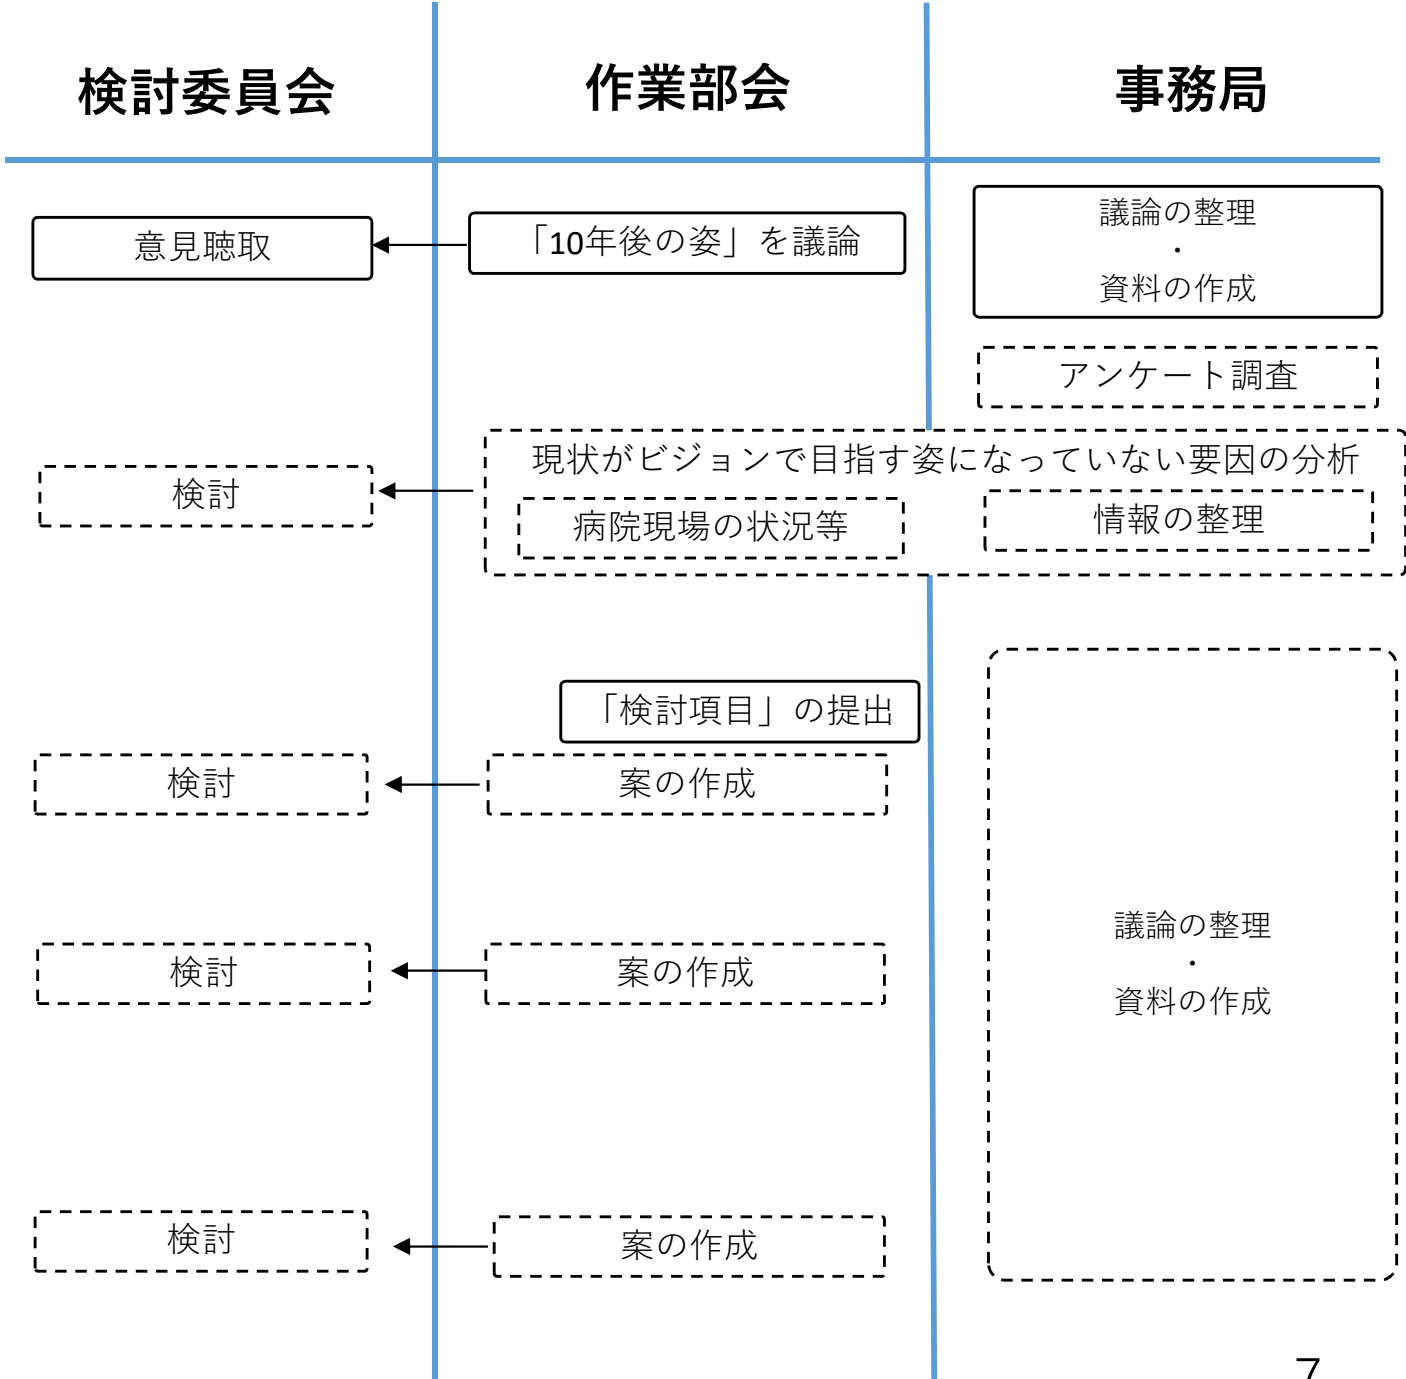 検討委員会
作業部会
事務局
意見聴取
「10年後の姿」を議論
議論の整理
・
資料の作成
アンケート調査
現状がビジョンで目指す姿になっていない要因の分析
検討
病院現場の状況等
情報の整理
「検討項目」の提出
検討
案の作成
議論の整理
・
資料の作成
検討
案の作成
検討
案の作成
7